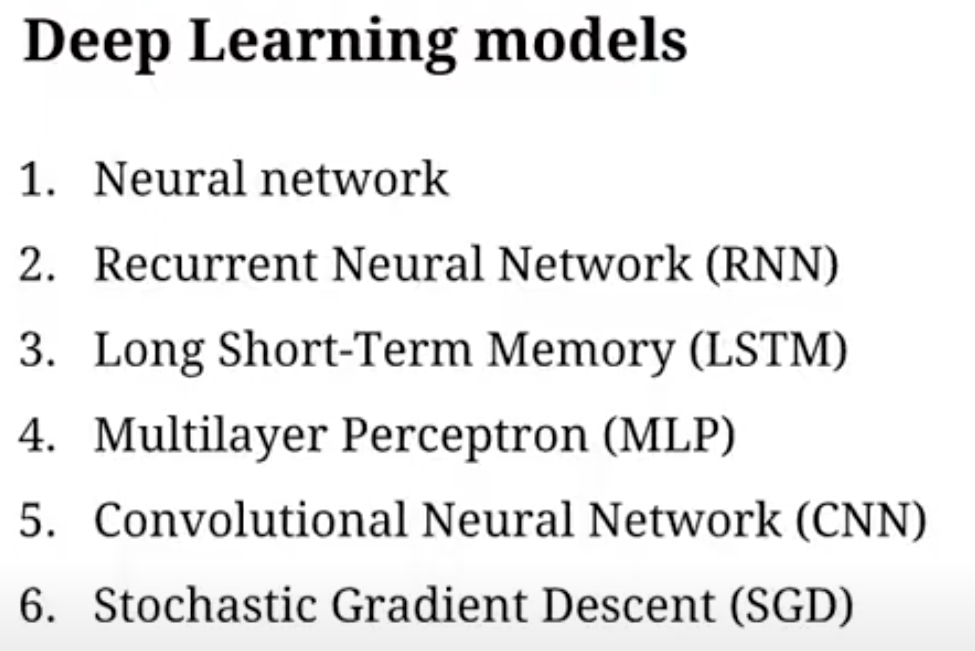 Deep Learning models
1. Neural network
2. Recurrent Neural Network (RNN)
3. Long Short-Term Memory (LSTM)
4. Multilayer Perceptron (MLP)
5. Convolutional Neural Network (CNN)
6. Stochastic Gradient Descent (SGD)